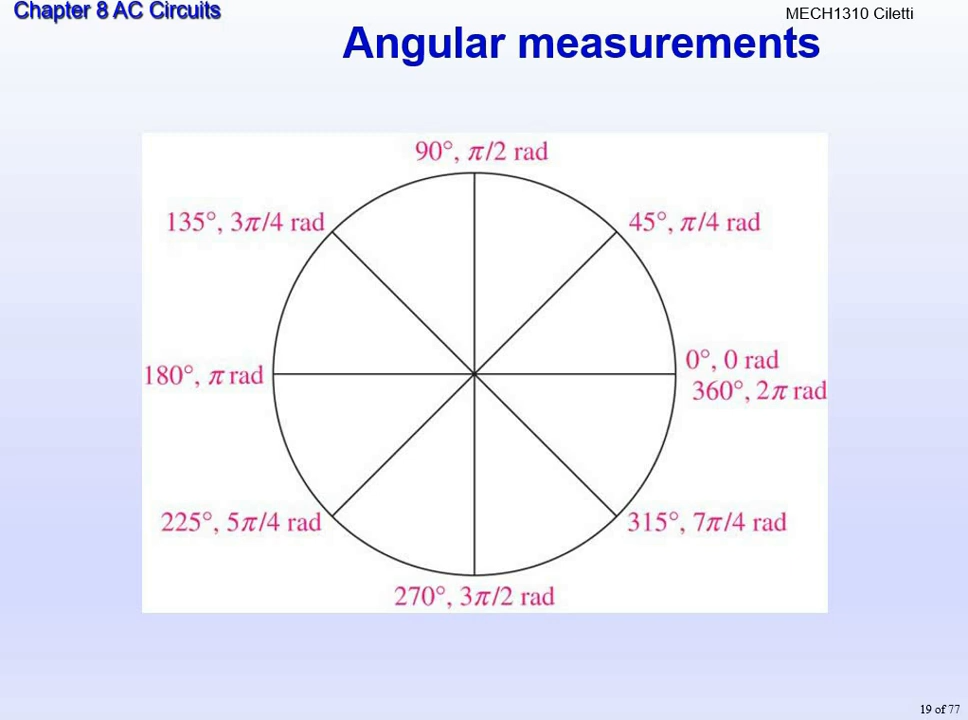 Chapter 8 AC Circuits
MECH1310 Ciletti
Angular measurements
90°, π/2 rad
135°, 3π/4 rad
45°, π/4 rad
180°, π rad
0°, 0 rad
360°, 2π rad
225°, 5π/4 rad
315°, 7π/4 rad
270°, 3π/2 rad
19 of 77